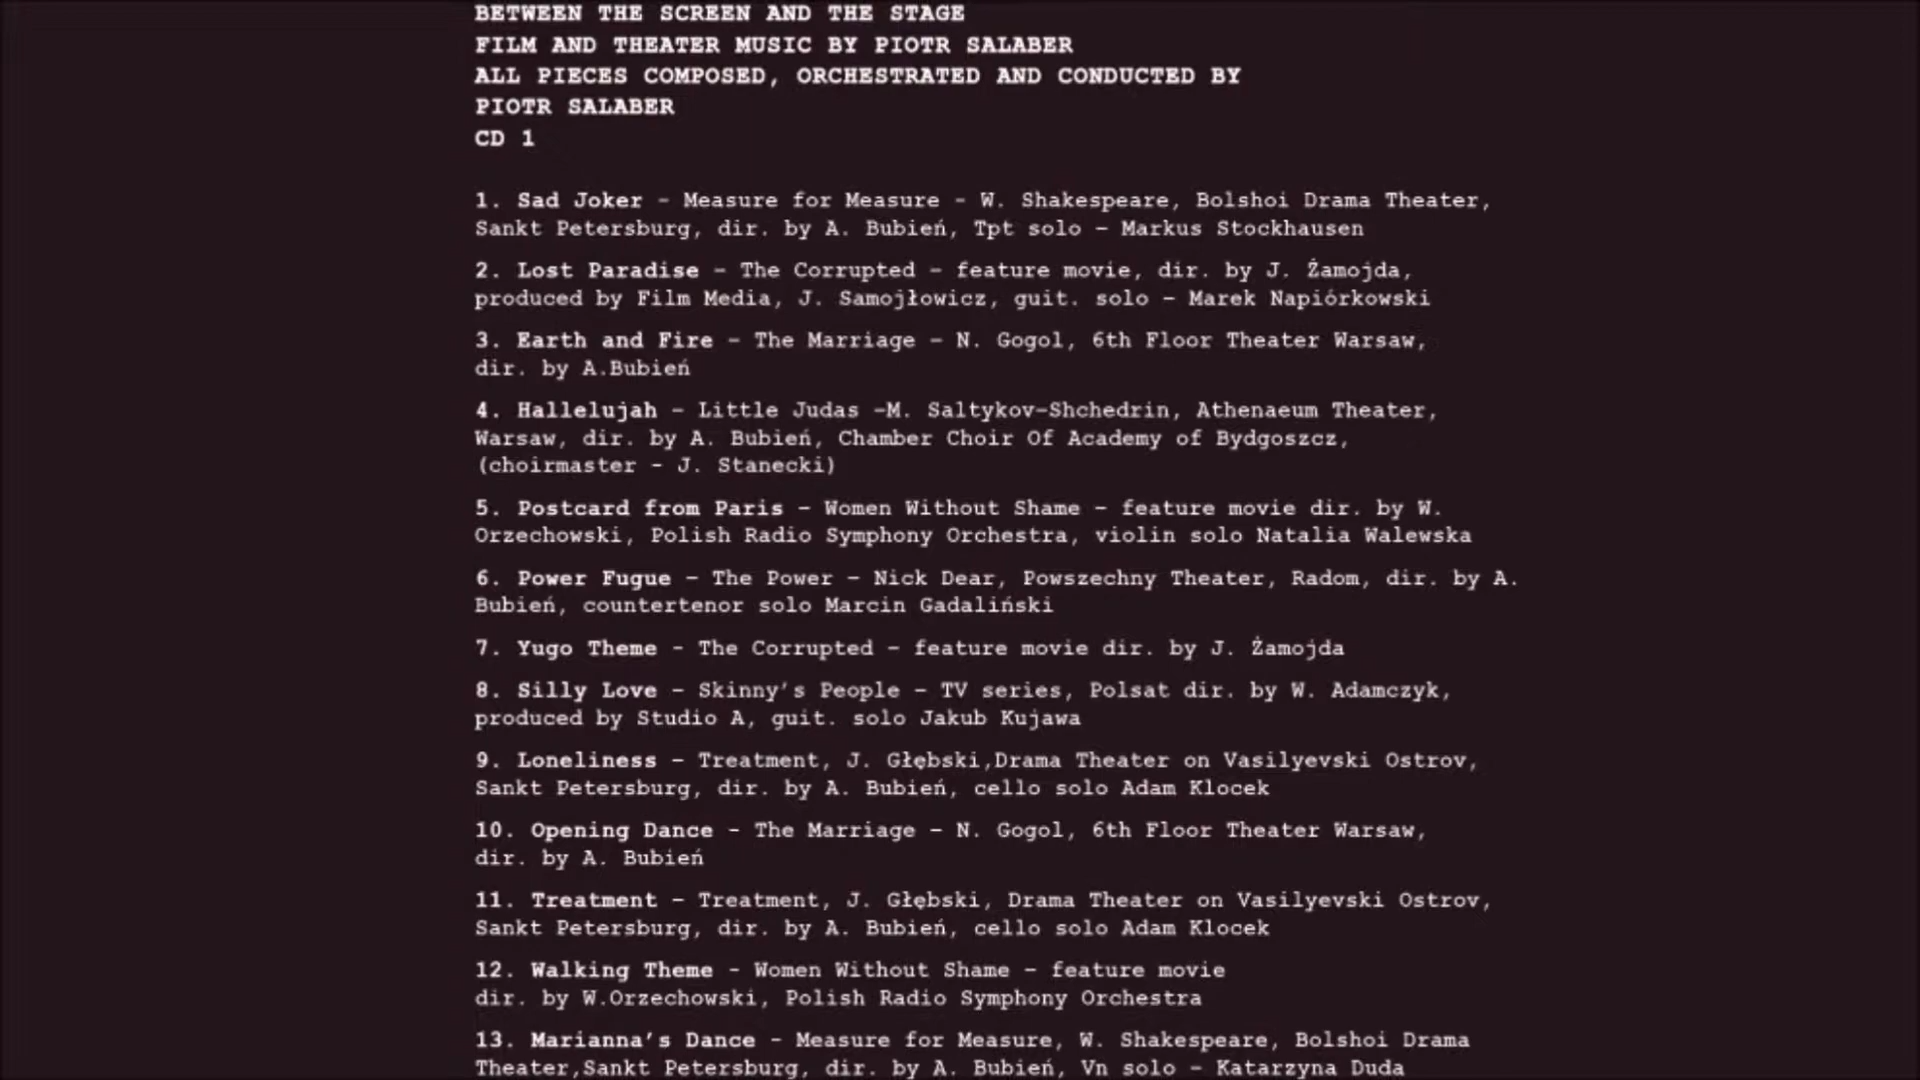 BETWEEN THE SCREEN AND THE STAGE
FILM AND THEATER MUSIC BY PIOTR SALABER
ALL PIECES COMPOSED, ORCHESTRATED AND CONDUCTED BY
PIOTR SALABER
CD 1
1. Sad Joker - Measure for Measure - W. Shakespeare, Bolshoi Drama Theater,
Sankt Petersburg, dir. by A. Bubień, Tpt solo – Markus Stockhausen
2. Lost Paradise – The Corrupted – feature movie, dir. by J. Żamojda,
produced by Film Media, J. Samojłowicz, guit. solo – Marek Napiórkowski
3. Earth and Fire – The Marriage – N. Gogol, 6th Floor Theater Warsaw,
dir. by A.Bubień
4. Hallelujah – Little Judas –M. Saltykov–Shchedrin, Athenaeum Theater,
Warsaw, dir. by A. Bubień, Chamber Choir Of Academy of Bydgoszcz,
(choirmaster - J. Stanecki)
5. Postcard from Paris – Women Without Shame – feature movie dir. by W.
Orzechowski, Polish Radio Symphony Orchestra, violin solo Natalia Walewska
6. Power Fugue – The Power – Nick Dear, Powszechny Theater, Radom, dir. by A.
Bubień, countertenor solo Marcin Gadaliński
7. Yugo Theme - The Corrupted – feature movie dir. by J. Żamojda
8. Silly Love – Skinny’s People – TV series, Polsat dir. by W. Adamczyk,
produced by Studio A, guit. solo Jakub Kujawa
9. Loneliness – Treatment, J. Głębski,Drama Theater on Vasilyevski Ostrov,
Sankt Petersburg, dir. by A. Bubień, cello solo Adam Klocek
10. Opening Dance - The Marriage – N. Gogol, 6th Floor Theater Warsaw,
dir. by A. Bubień
11. Treatment – Treatment, J. Głębski, Drama Theater on Vasilyevski Ostrov,
Sankt Petersburg, dir. by A. Bubień, cello solo Adam Klocek
12. Walking Theme - Women Without Shame – feature movie
dir. by W.Orzechowski, Polish Radio Symphony Orchestra
13. Marianna’s Dance - Measure for Measure, W. Shakespeare, Bolshoi Drama
Theater,Sankt Petersburg, dir. by A. Bubień, Vn solo – Katarzyna Duda